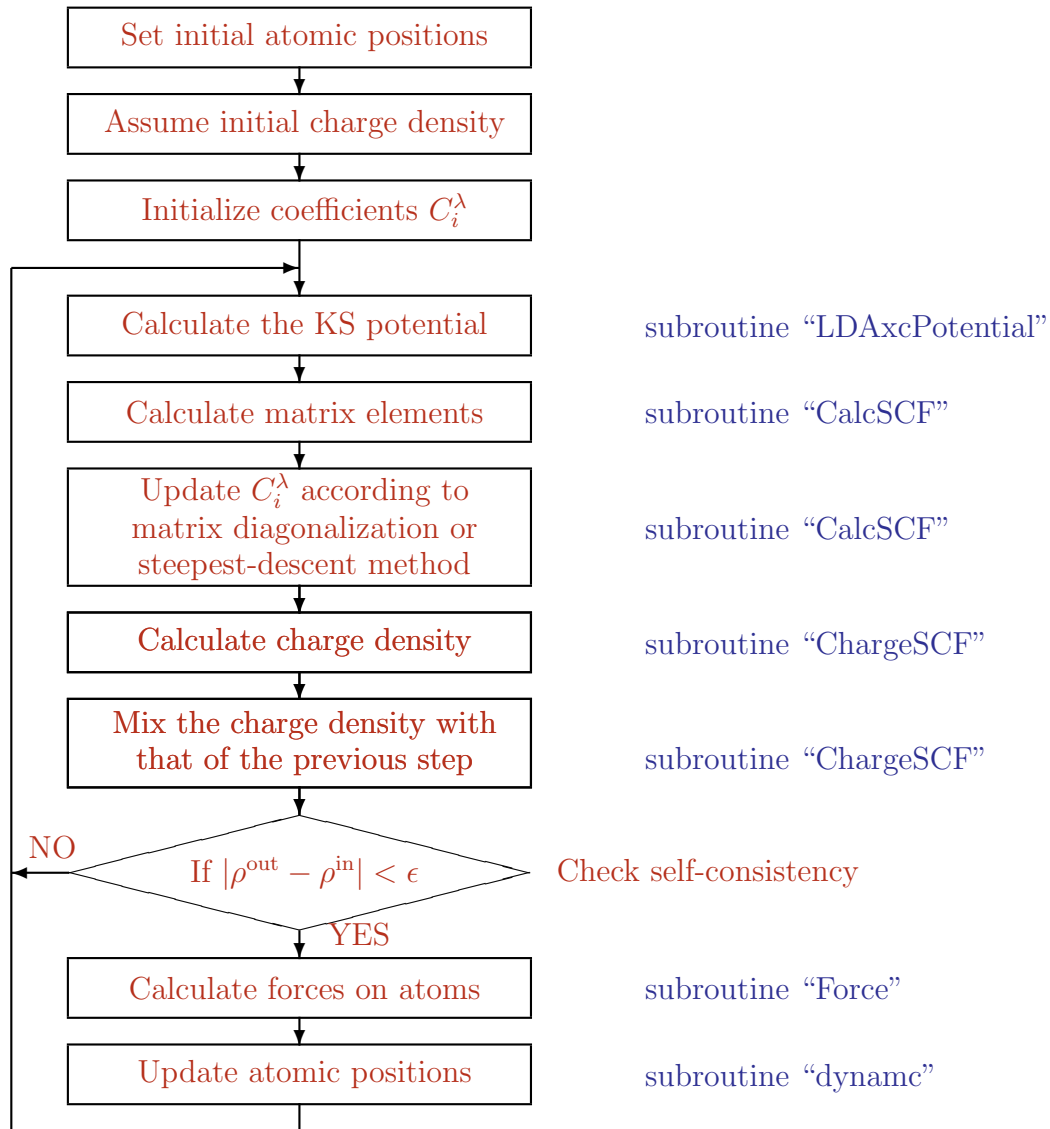 Set initial atomic positions
Assume initial charge density
Initialize coefficients $C_i^\lambda$
Calculate the KS potential
subroutine “LDAxcPotential”
Calculate matrix elements
subroutine “CalcSCF”
Update $C_i^\lambda$ according to
matrix diagonalization or
steepest-descent method
subroutine “CalcSCF”
Calculate charge density
subroutine “ChargeSCF”
Mix the charge density with
that of the previous step
subroutine “ChargeSCF”
NO
If $|\rho^{\text{out}} - \rho^{\text{in}}| < \epsilon$
Check self-consistency
YES
Calculate forces on atoms
subroutine “Force”
Update atomic positions
subroutine “dynamc”